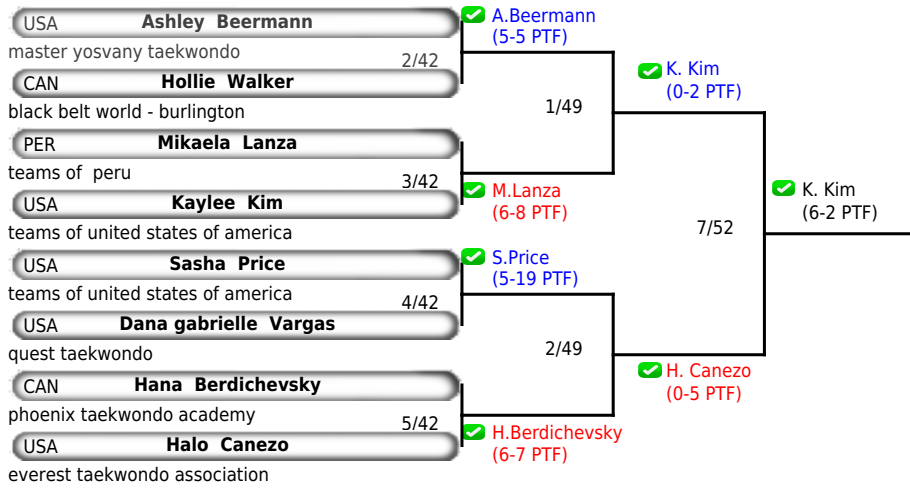 USA Ashley Beermann
master yosvany taekwondo
2/42
CAN Hollie Walker
black belt world - burlington
PER Mikaela Lanza
teams of peru
3/42
USA Kaylee Kim
teams of united states of america
USA Sasha Price
teams of united states of america
4/42
USA Dana gabrielle Vargas
quest taekwondo
CAN Hana Berdichevsky
phoenix taekwondo academy
5/42
USA Halo Canezo
everest taekwondo association
A.Beermann
(5-5 PTF)
1/49
M.Lanza
(6-8 PTF)
S.Price
(5-19 PTF)
2/49
H.Berdichevsky
(6-7 PTF)
K. Kim
(0-2 PTF)
7/52
H. Canezo
(0-5 PTF)
K. Kim
(6-2 PTF)